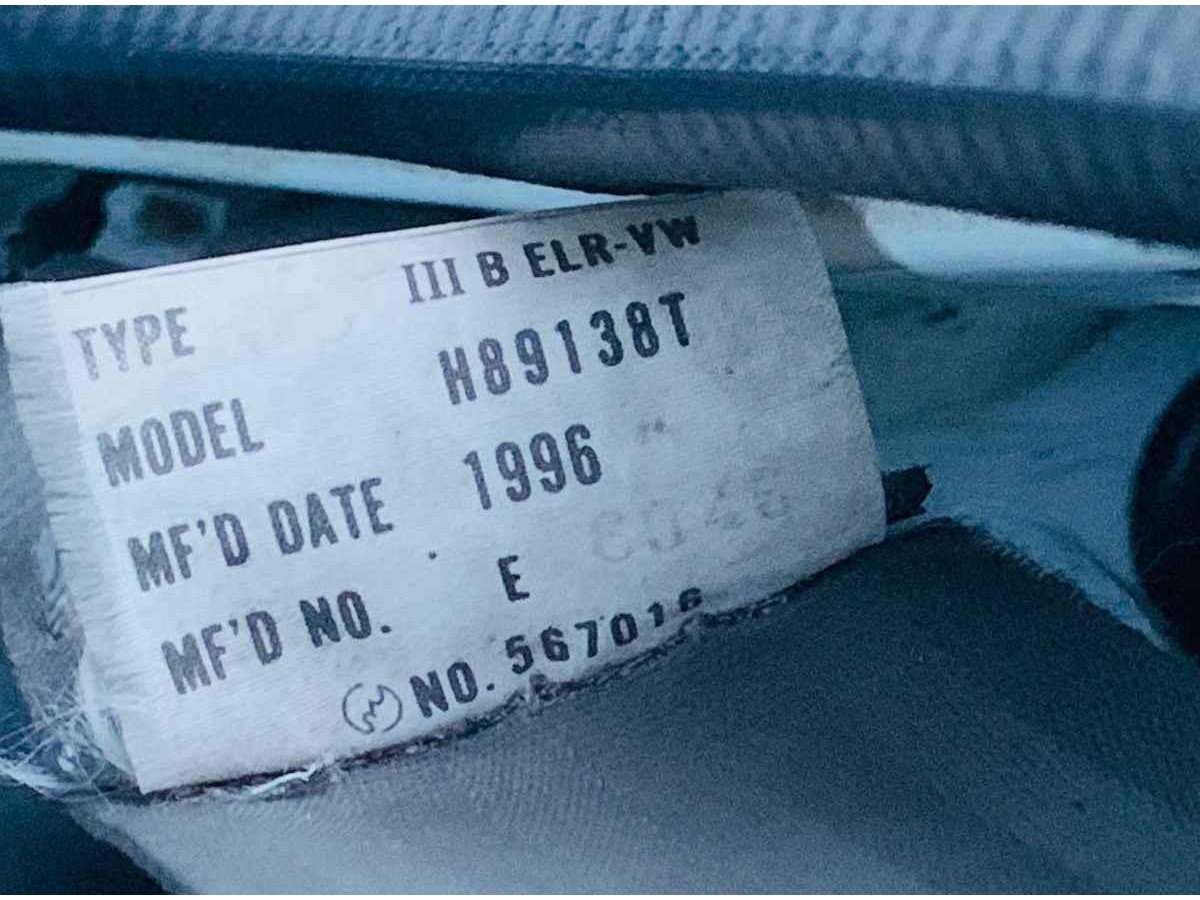 TYPE III B ELR-VW
MODEL H89138T
MF'D DATE 1996
MF'D NO. E
NO. 567016